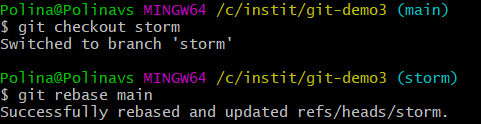 Polina@Polinavs MINGW64 /c/instit/git-demo3 (main)
$ git checkout storm
Switched to branch 'storm'
Polina@Polinavs MINGW64 /c/instit/git-demo3 (storm)
$ git rebase main
Successfully rebased and updated refs/heads/storm.